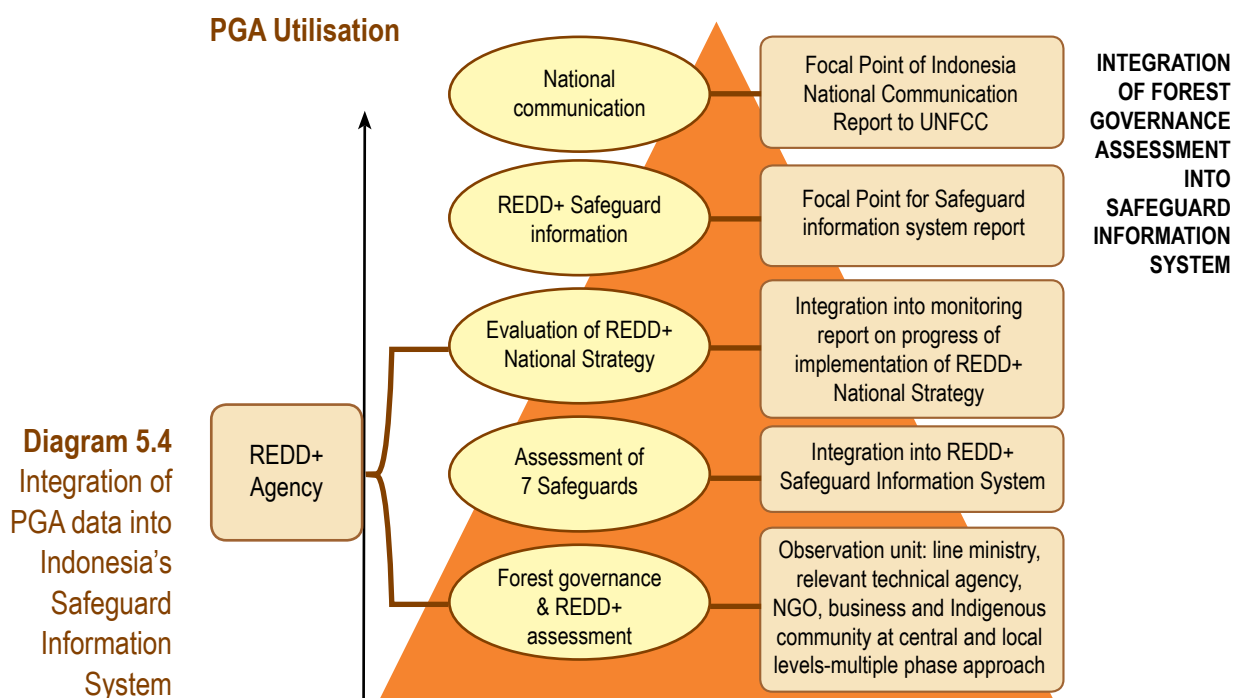 PGA Utilisation
National
communication
Focal Point of Indonesia
National Communication
Report to UNFCC
INTEGRATION
OF FOREST
GOVERNANCE
ASSESSMENT
INTO
SAFEGUARD
INFORMATION
SYSTEM
REDD+ Safeguard
information
Focal Point for Safeguard
information system report
Evaluation of REDD+
National Strategy
Integration into monitoring
report on progress of
implementation of REDD+
National Strategy
Diagram 5.4
Integration of
PGA data into
Indonesia’s
Safeguard
Information
System
REDD+
Agency
Assessment of
7 Safeguards
Integration into REDD+
Safeguard Information System
Forest governance
& REDD+
assessment
Observation unit: line ministry,
relevant technical agency,
NGO, business and Indigenous
community at central and local
levels-multiple phase approach